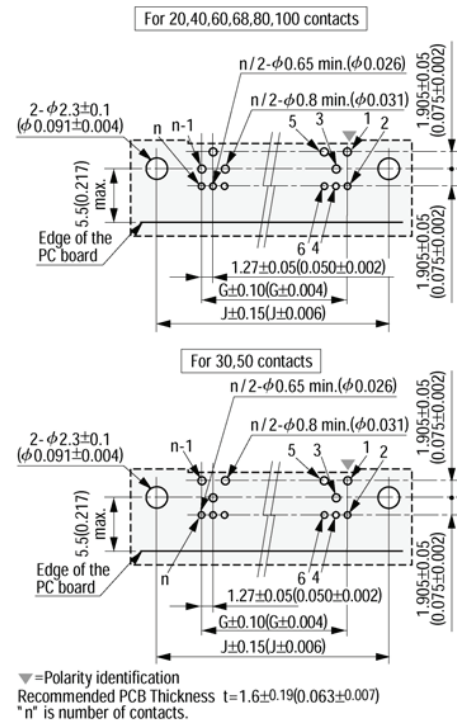 For 20,40,60,68,80,100 contacts
n/2-ϕ0.65 min.(ϕ0.026)
n/2-ϕ0.8 min.(ϕ0.031)
2-ϕ2.3±0.1
(ϕ0.091±0.004)
n
n-1
5
3
1
2
1.905±0.05
(0.075±0.002)
5.5(0.217)
max.
Edge of the
PC board
6
4
1.905±0.05
(0.075±0.002)
1.27±0.05(0.050±0.002)
G±0.10(G±0.004)
J±0.15(J±0.006)
For 30,50 contacts
n/2-ϕ0.65 min.(ϕ0.026)
n/2-ϕ0.8 min.(ϕ0.031)
2-ϕ2.3±0.1
(ϕ0.091±0.004)
n-1
5
3
1
2
1.905±0.05
(0.075±0.002)
5.5(0.217)
max.
Edge of the
PC board
n
6
4
1.905±0.05
(0.075±0.002)
1.27±0.05(0.050±0.002)
G±0.10(G±0.004)
J±0.15(J±0.006)
▼=Polarity identification
Recommended PCB Thickness t=1.6±0.19(0.063±0.007)
"n" is number of contacts.